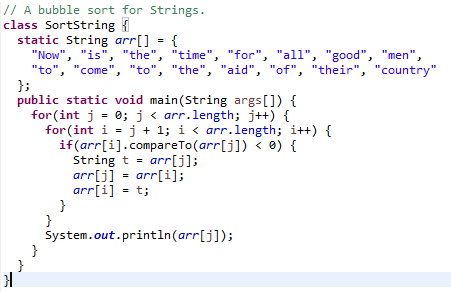 // A bubble sort for Strings.
class SortString {
  static String arr[] = {
    "Now", "is", "the", "time", "for", "all", "good", "men",
    "to", "come", "to", "the", "aid", "of", "their", "country"
  };
  public static void main(String args[]) {
    for(int j = 0; j < arr.length; j++) {
      for(int i = j + 1; i < arr.length; i++) {
        if(arr[i].compareTo(arr[j]) < 0) {
          String t = arr[j];
          arr[j] = arr[i];
          arr[i] = t;
        }
      }
      System.out.println(arr[j]);
    }
  }
}